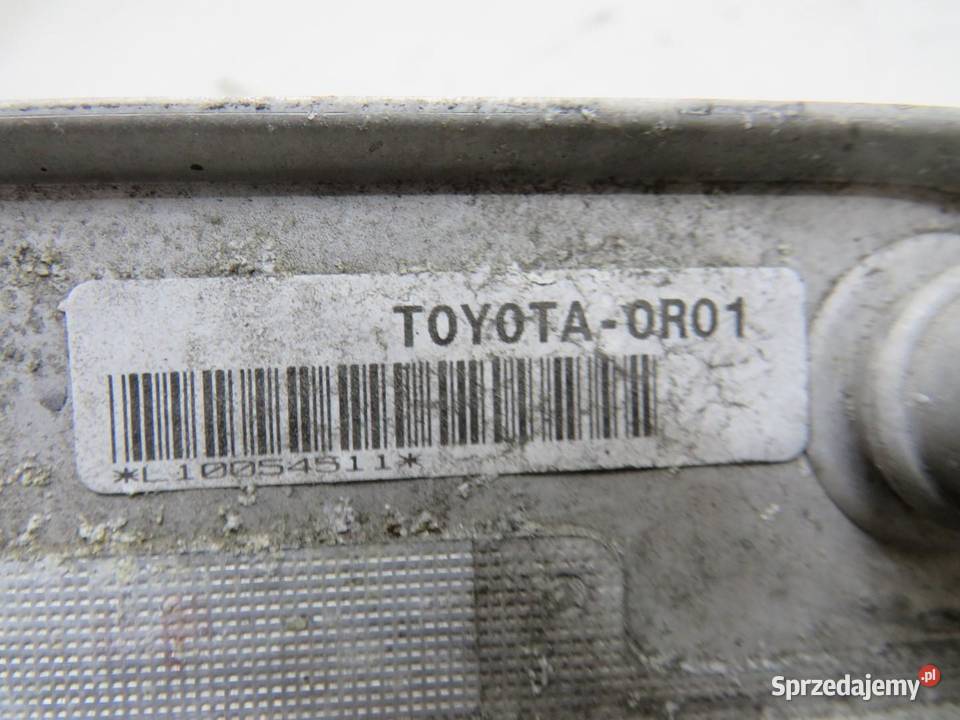 TOYOTA-0R01
*L10054511*
Sprzedajemy.pl